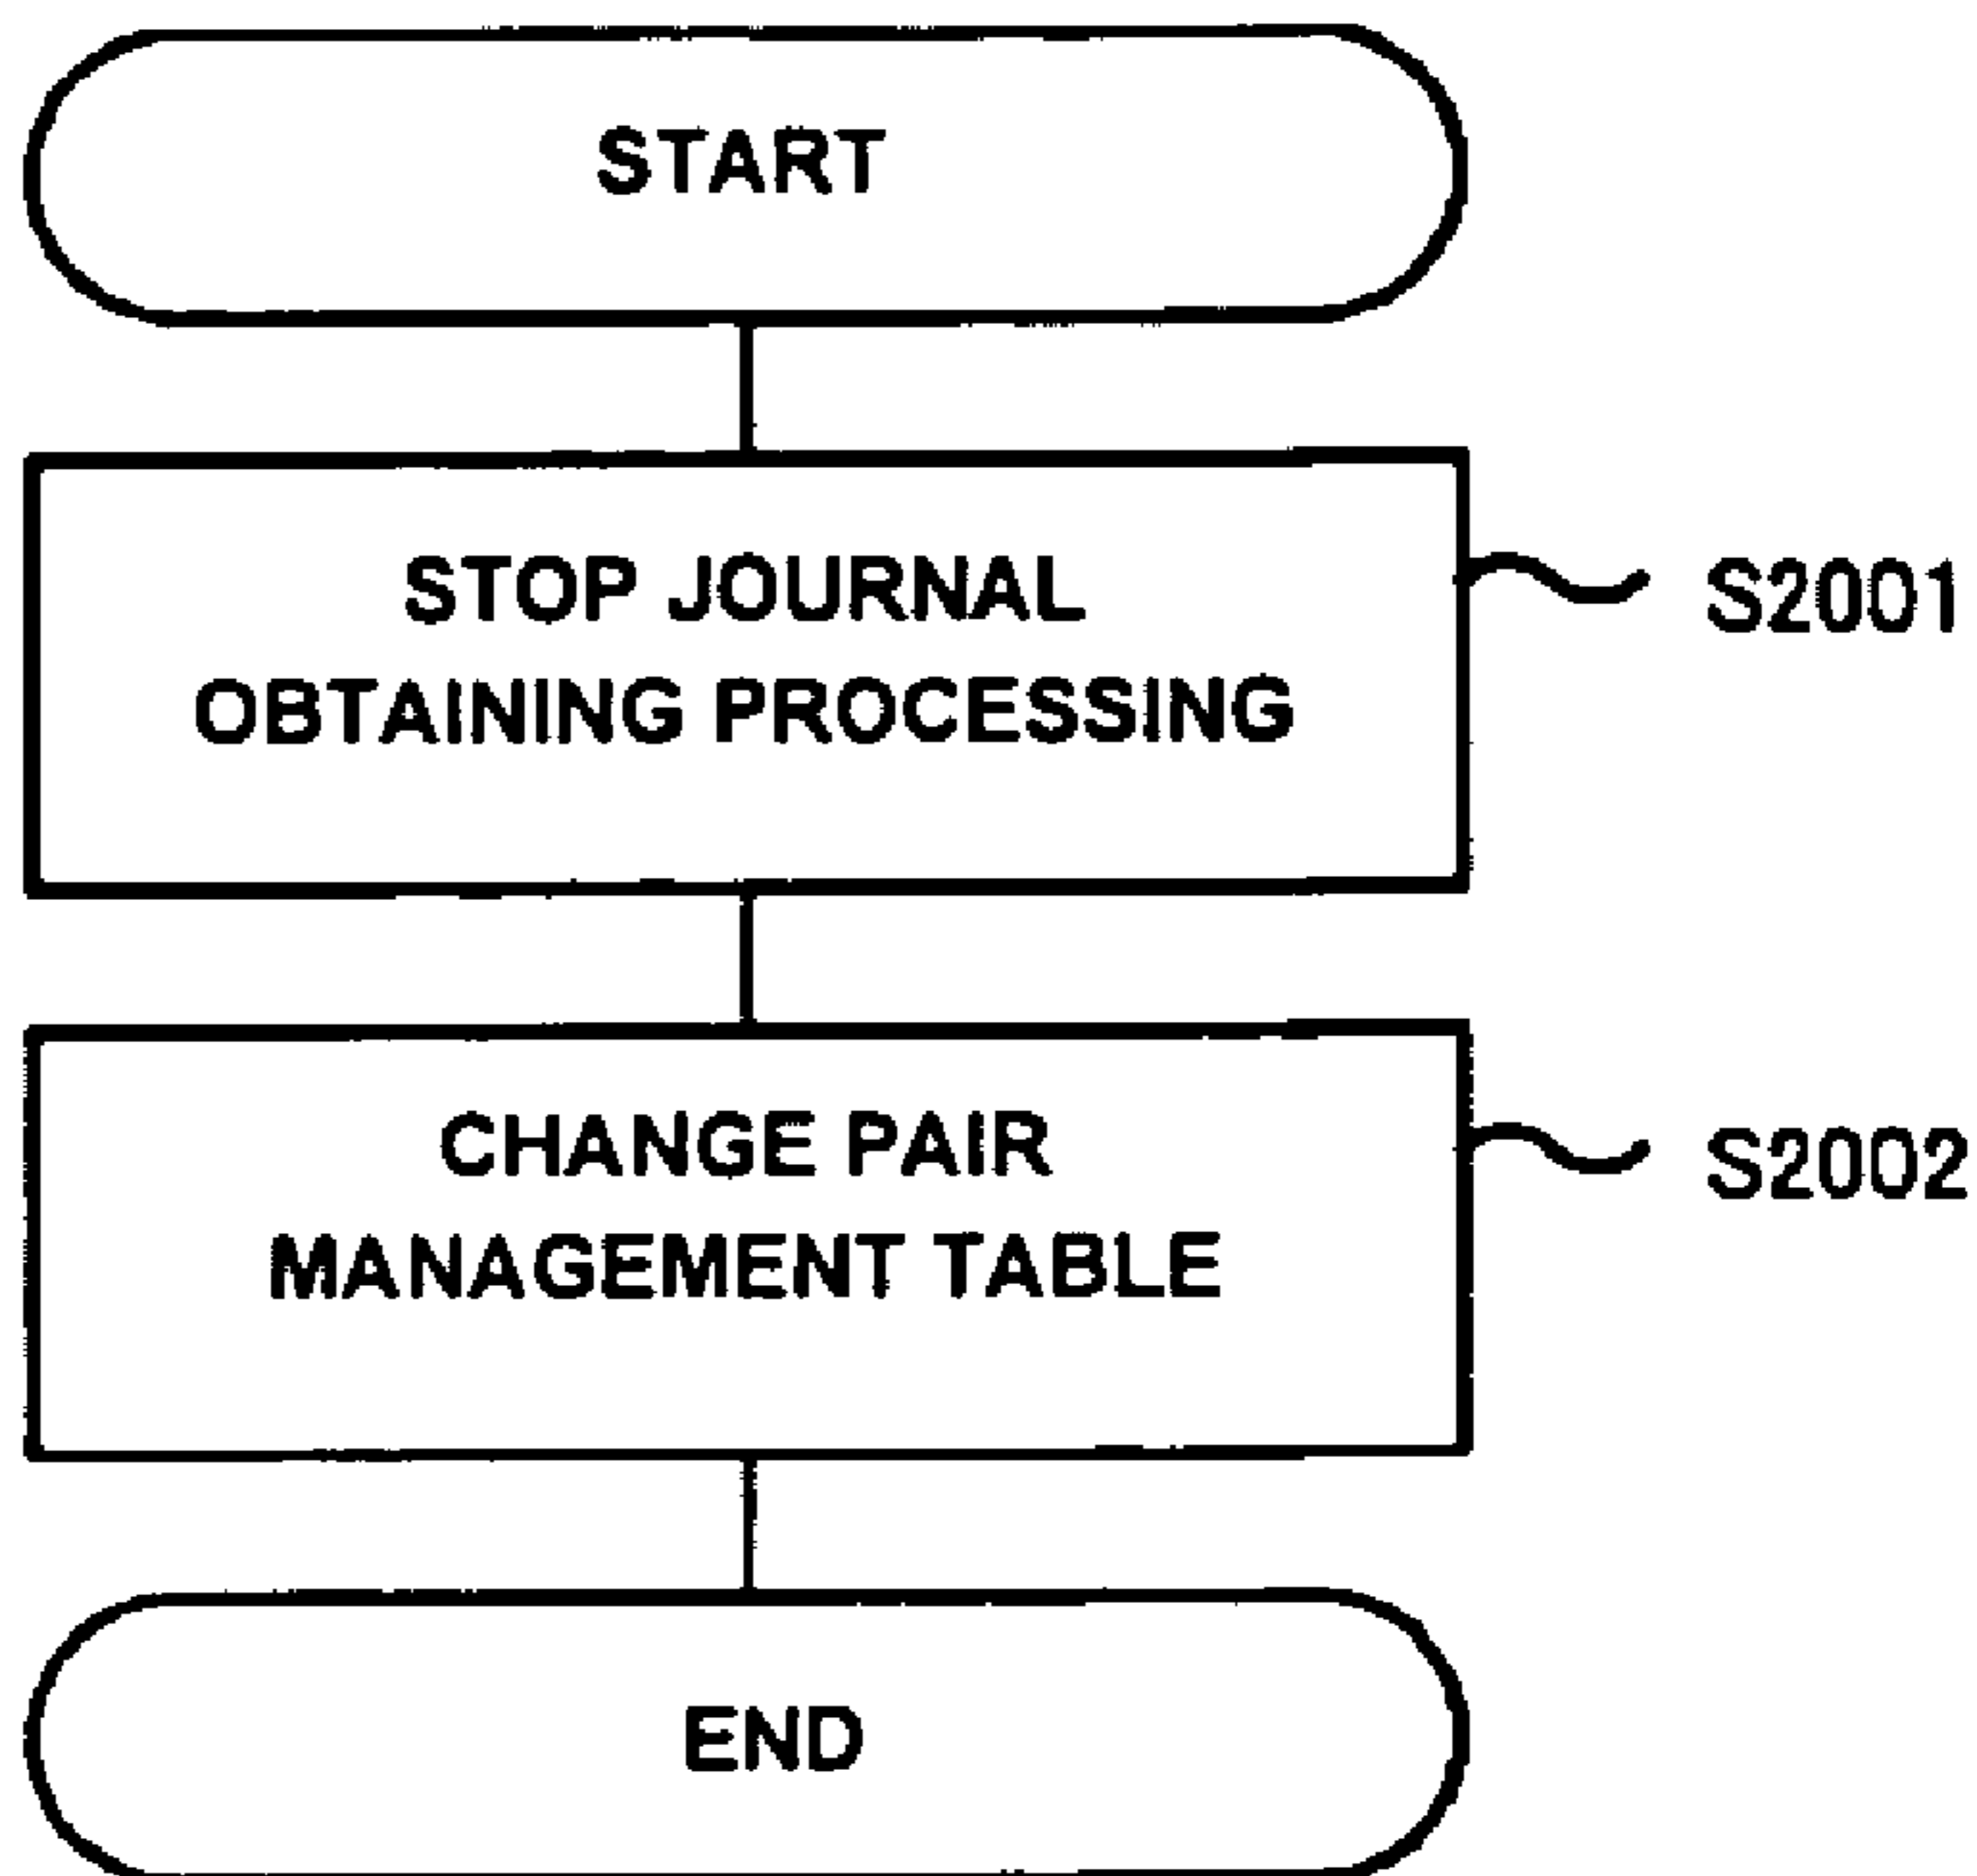 START
STOP JOURNAL
OBTAINING PROCESSING
S2001
CHANGE PAIR
MANAGEMENT TABLE
S2002
END